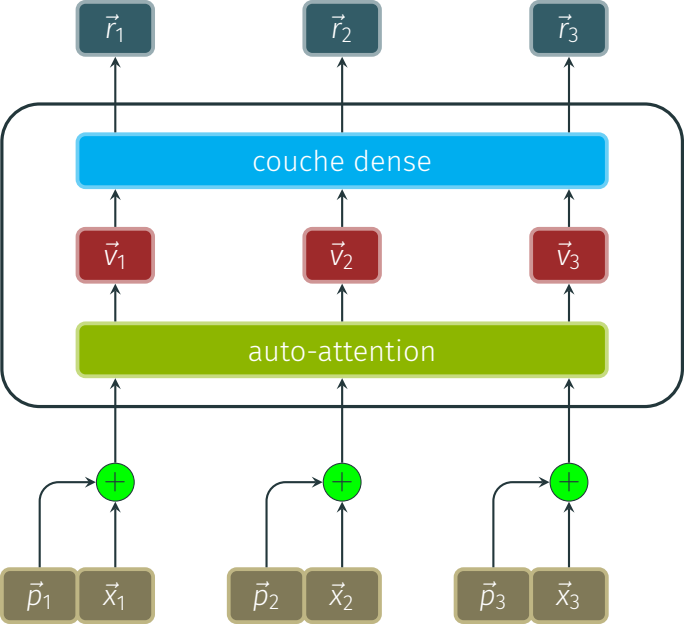 r⃗₁ r⃗₂ r⃗₃
couche dense
v⃗₁ v⃗₂ v⃗₃
auto-attention
+ + +
p⃗₁ x⃗₁ p⃗₂ x⃗₂ p⃗₃ x⃗₃